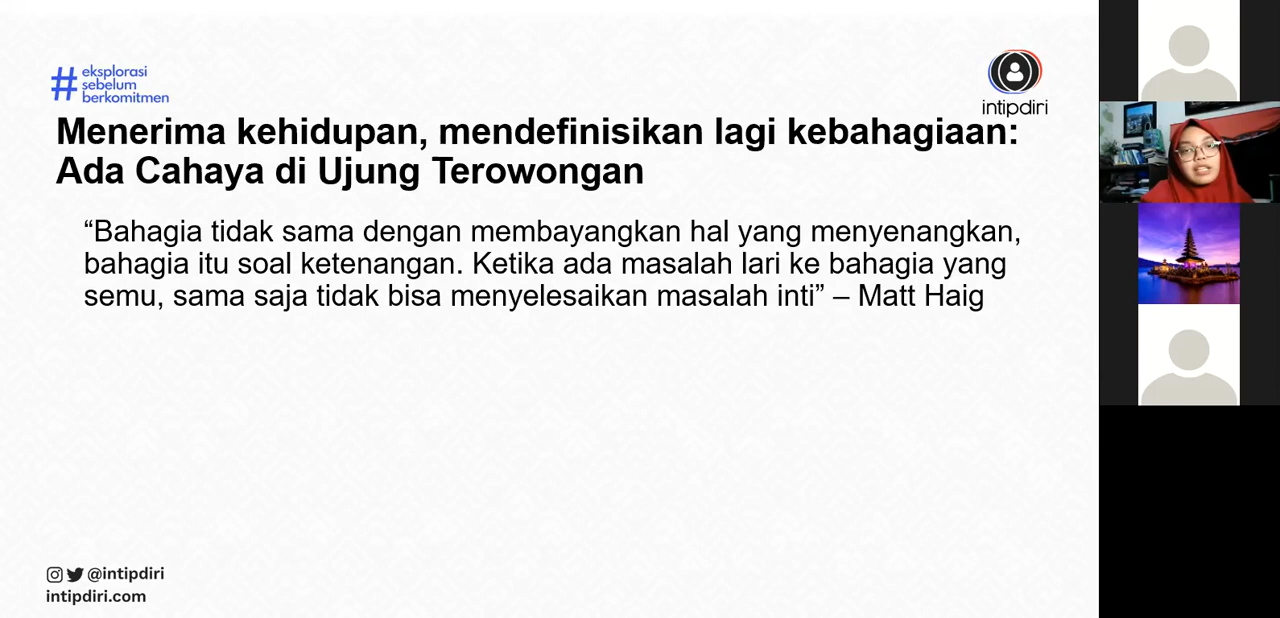 #eksplorasi
sebelum
berkomitmen
intipdiri
Menerima kehidupan, mendefinisikan lagi kebahagiaan:
Ada Cahaya di Ujung Terowongan
“Bahagia tidak sama dengan membayangkan hal yang menyenangkan,
bahagia itu soal ketenangan. Ketika ada masalah lari ke bahagia yang
semu, sama saja tidak bisa menyelesaikan masalah inti” – Matt Haig
@intipdiri
intipdiri.com